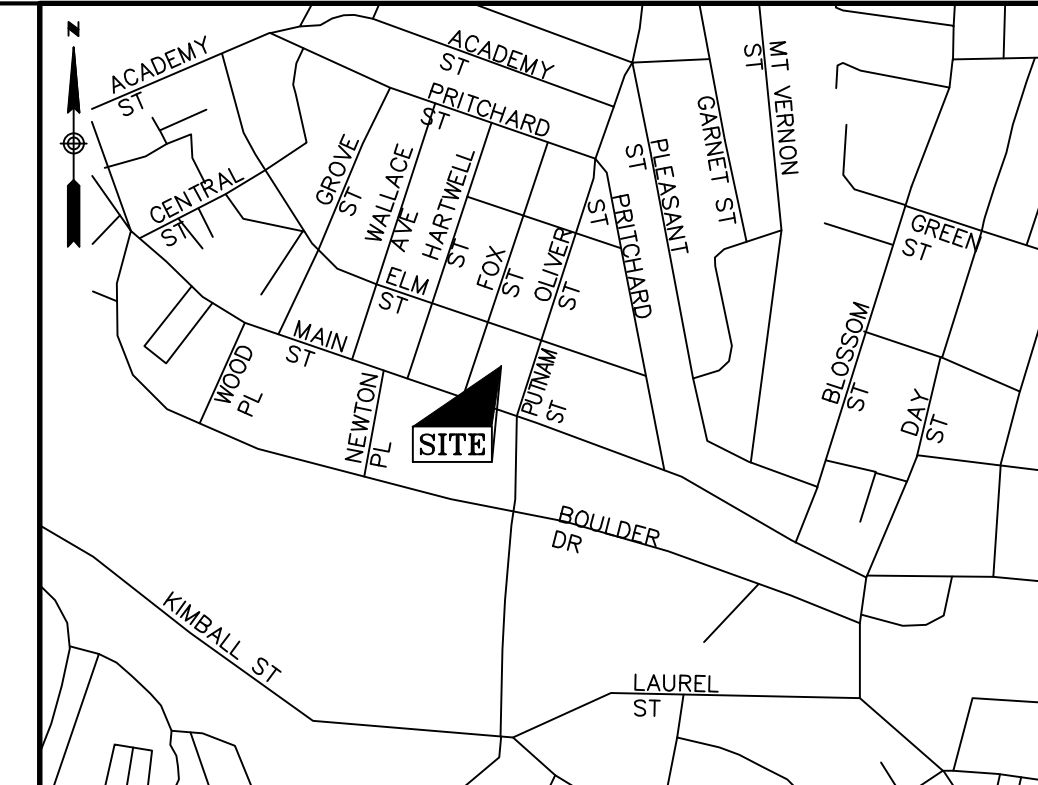 N
ACADEMY
ST
ACADEMY
ST
MT VERNON
ST
PRITCHARD
ST
GARNET ST
PLEASANT
ST
GROVE
ST
WALLACE
AVE
HARTWELL
ST
CENTRAL
ST
PRITCHARD
ST
FOX
ST
OLIVER
ST
GREEN
ST
ELM
ST
MAIN
ST
BLOSSOM
ST
WOOD
PL
NEWTON
PL
PUTNAM
ST
DAY
ST
SITE
BOULDER
DR
KIMBALL ST
LAUREL
ST